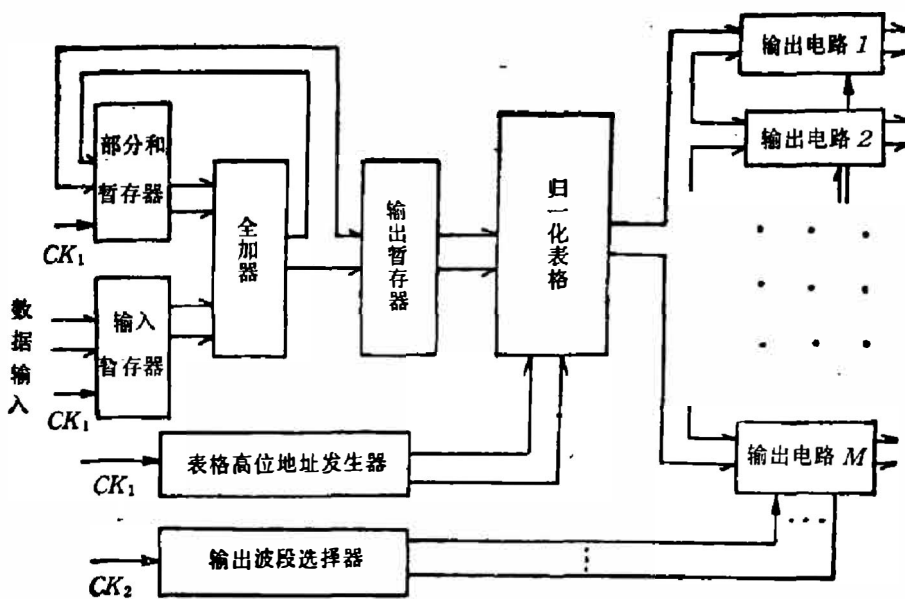 输出电路 1
输出电路 2
部分和
暂存器
CK₁
全加器
输出暂存器
归一化表格
数据输入
输入
暂存器
CK₁
表格高位地址发生器
CK₁
输出电路 M
输出波段选择器
CK₂